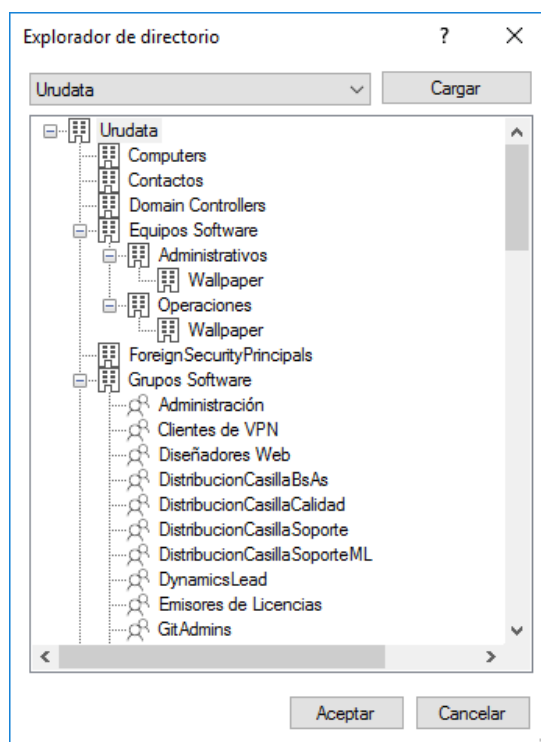 Explorador de directorio ?
Urudata Cargar
Urudata
Computers
Contactos
Domain Controllers
Equipos Software
Administrativos
Wallpaper
Operaciones
Wallpaper
ForeignSecurityPrincipals
Grupos Software
Administración
Clientes de VPN
Diseñadores Web
DistribucionCasillaBsAs
DistribucionCasillaCalidad
DistribucionCasillaSoporte
DistribucionCasillaSoporteML
DynamicsLead
Emisores de Licencias
GitAdmins
Aceptar Cancelar